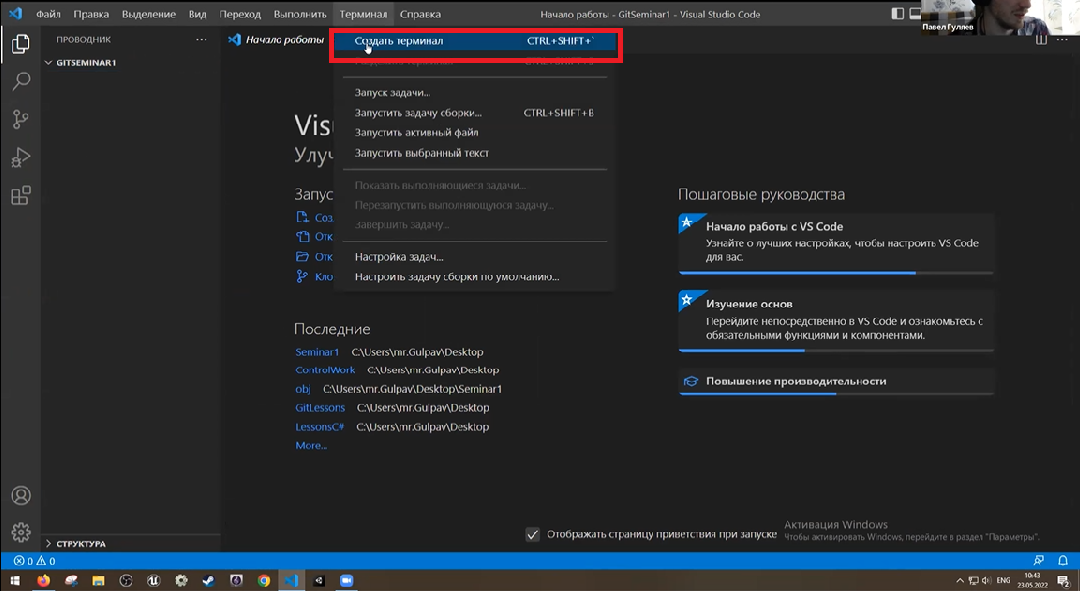 Файл Правка Выделение Вид Переход Выполнить Терминал Справка Начало работы - GitSeminar1 - Visual Studio Code
Павел Гуляев
ПРОВОДНИК ...
Начало работы
Создать терминал CTRL+SHIFT+`
GITSEMINAR1
Запуск задачи...
Запустить задачу сборки... CTRL+SHIFT+B
Запустить активный файл
Запустить выбранный текст
Показать выполняющиеся задачи...
Перезапустить выполняющуюся задачу...
Завершить задачу...
Настройка задач...
Настроить задачу сборки по умолчанию...
Vis
Улуч
Запус
Соз
Отк
Отк
Кло
Последние
Seminar1 C:\Users\mr.Gulpav\Desktop
ControlWork C:\Users\mr.Gulpav\Desktop
obj C:\Users\mr.Gulpav\Desktop\Seminar1
GitLessons C:\Users\mr.Gulpav\Desktop
LessonsC# C:\Users\mr.Gulpav\Desktop
More...
Пошаговые руководства
Начало работы с VS Code
Узнайте о лучших настройках, чтобы настроить VS Code
для вас.
Изучение основ
Перейдите непосредственно в VS Code и ознакомьтесь с
обязательными функциями и компонентами.
Повышение производительности
Отображать страницу приветствия при запуске
Активация Windows
Чтобы активировать Windows, перейдите в раздел "Параметры".
СТРУКТУРА
0 0
ENG
10:43
23.05.2022
2